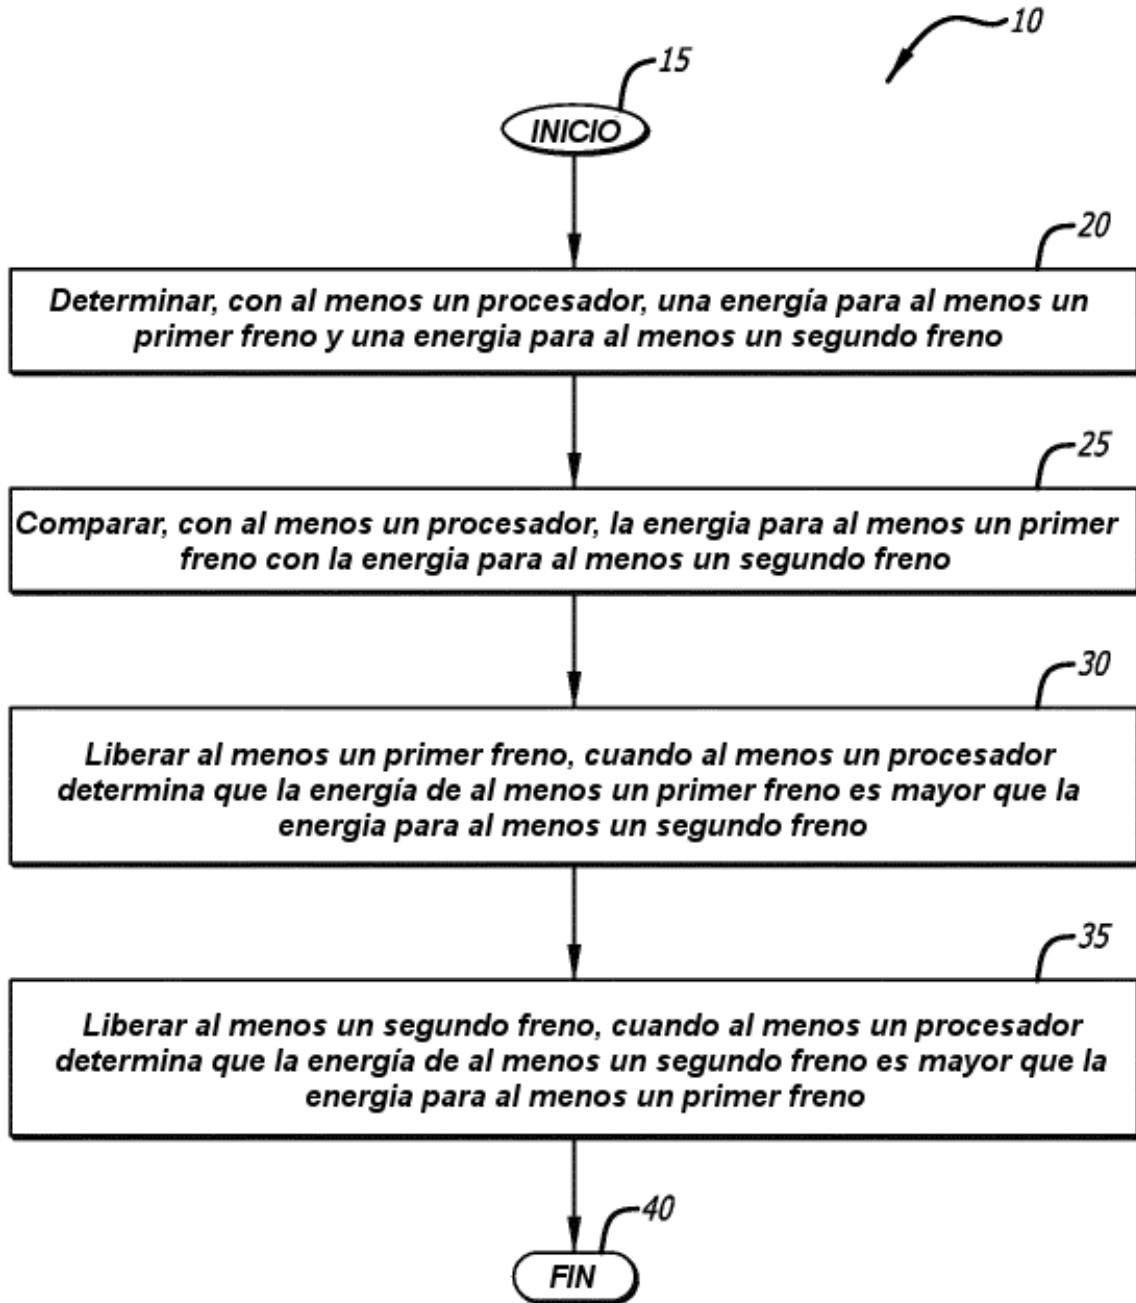 10
15
INICIO
20
Determinar, con al menos un procesador, una energía para al menos un
primer freno y una energia para al menos un segundo freno
25
Comparar, con al menos un procesador, la energia para al menos un primer
freno con la energia para al menos un segundo freno
30
Liberar al menos un primer freno, cuando al menos un procesador
determina que la energía de al menos un primer freno es mayor que la
energia para al menos un segundo freno
35
Liberar al menos un segundo freno, cuando al menos un procesador
determina que la energía de al menos un segundo freno es mayor que la
energia para al menos un primer freno
40
FIN